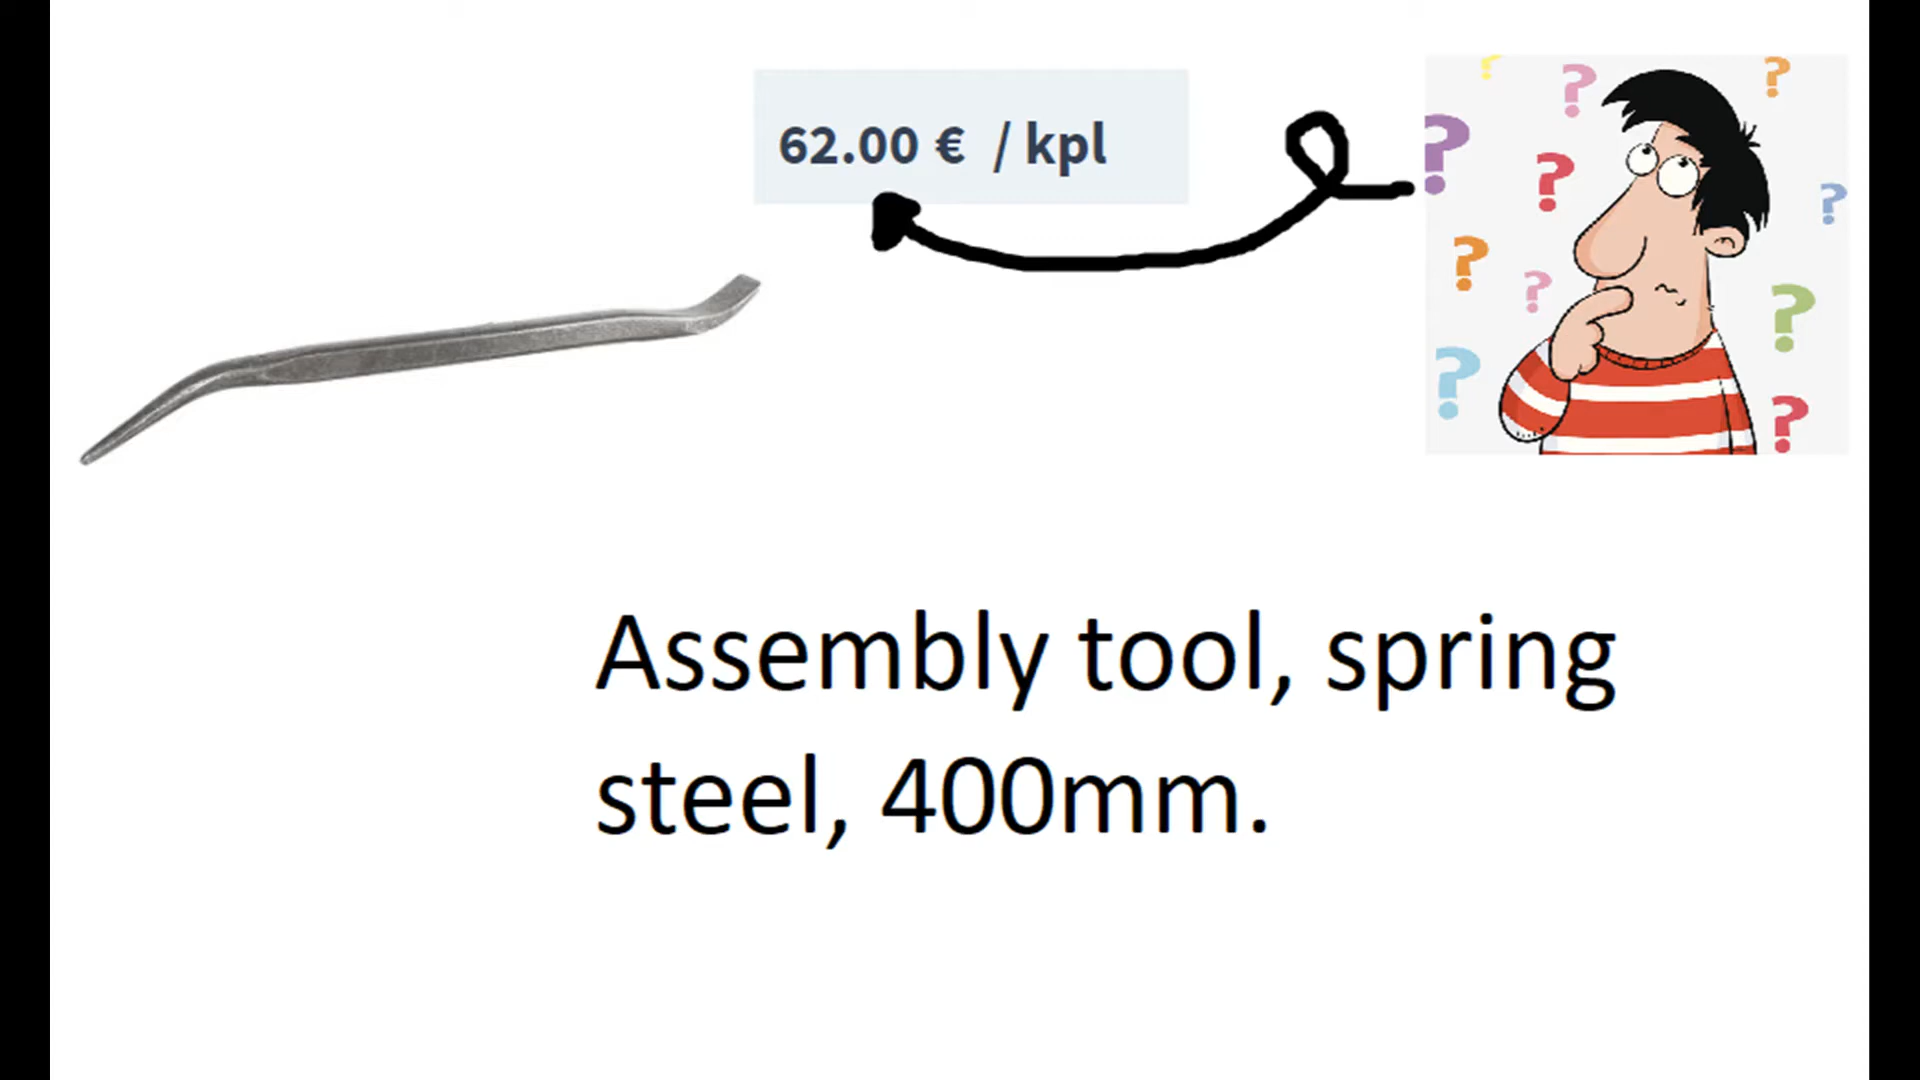 62.00 € / kpl
Assembly tool, spring
steel, 400mm.